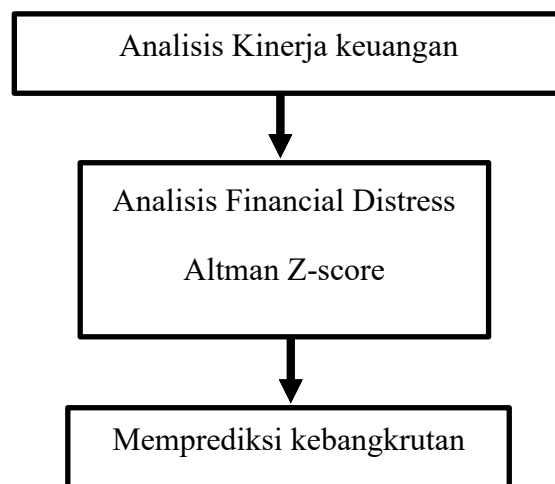 Analisis Kinerja keuangan
Analisis Financial Distress
Altman Z-score
Memprediksi kebangkrutan